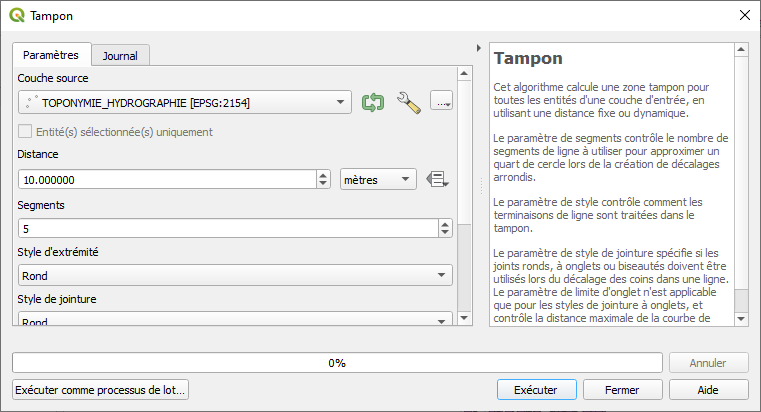 Tampon
Paramètres
Journal
Couche source
TOPONYMIE_HYDROGRAPHIE [EPSG:2154]
...
Entité(s) sélectionnée(s) uniquement
Distance
10.000000
mètres
Segments
5
Style d'extrémité
Rond
Style de jointure
Rond
Tampon
Cet algorithme calcule une zone tampon pour
toutes les entités d'une couche d'entrée, en
utilisant une distance fixe ou dynamique.
Le paramètre de segments contrôle le nombre de
segments de ligne à utiliser pour approximer un
quart de cercle lors de la création de décalages
arrondis.
Le paramètre de style contrôle comment les
terminaisons de ligne sont traitées dans le
tampon.
Le paramètre de style de jointure spécifie si les
joints ronds, à onglets ou biseautés doivent être
utilisés lors du décalage des coins dans une ligne.
Le paramètre de limite d'onglet n'est applicable
que pour les styles de jointure à onglets, et
contrôle la distance maximale de la courbe de
0%
Annuler
Exécuter comme processus de lot...
Exécuter
Fermer
Aide